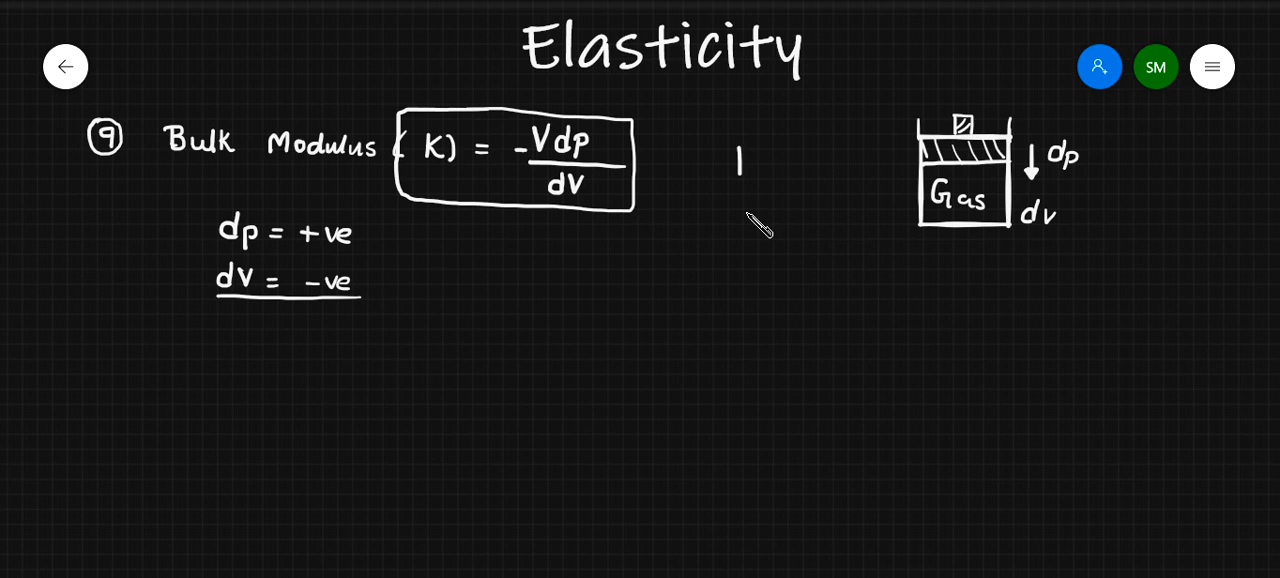 Elasticity
SM
9 Bulk Modulus (K) = -Vdp/dV
dp = +ve
dV = -ve
|
dp
Gas
dv